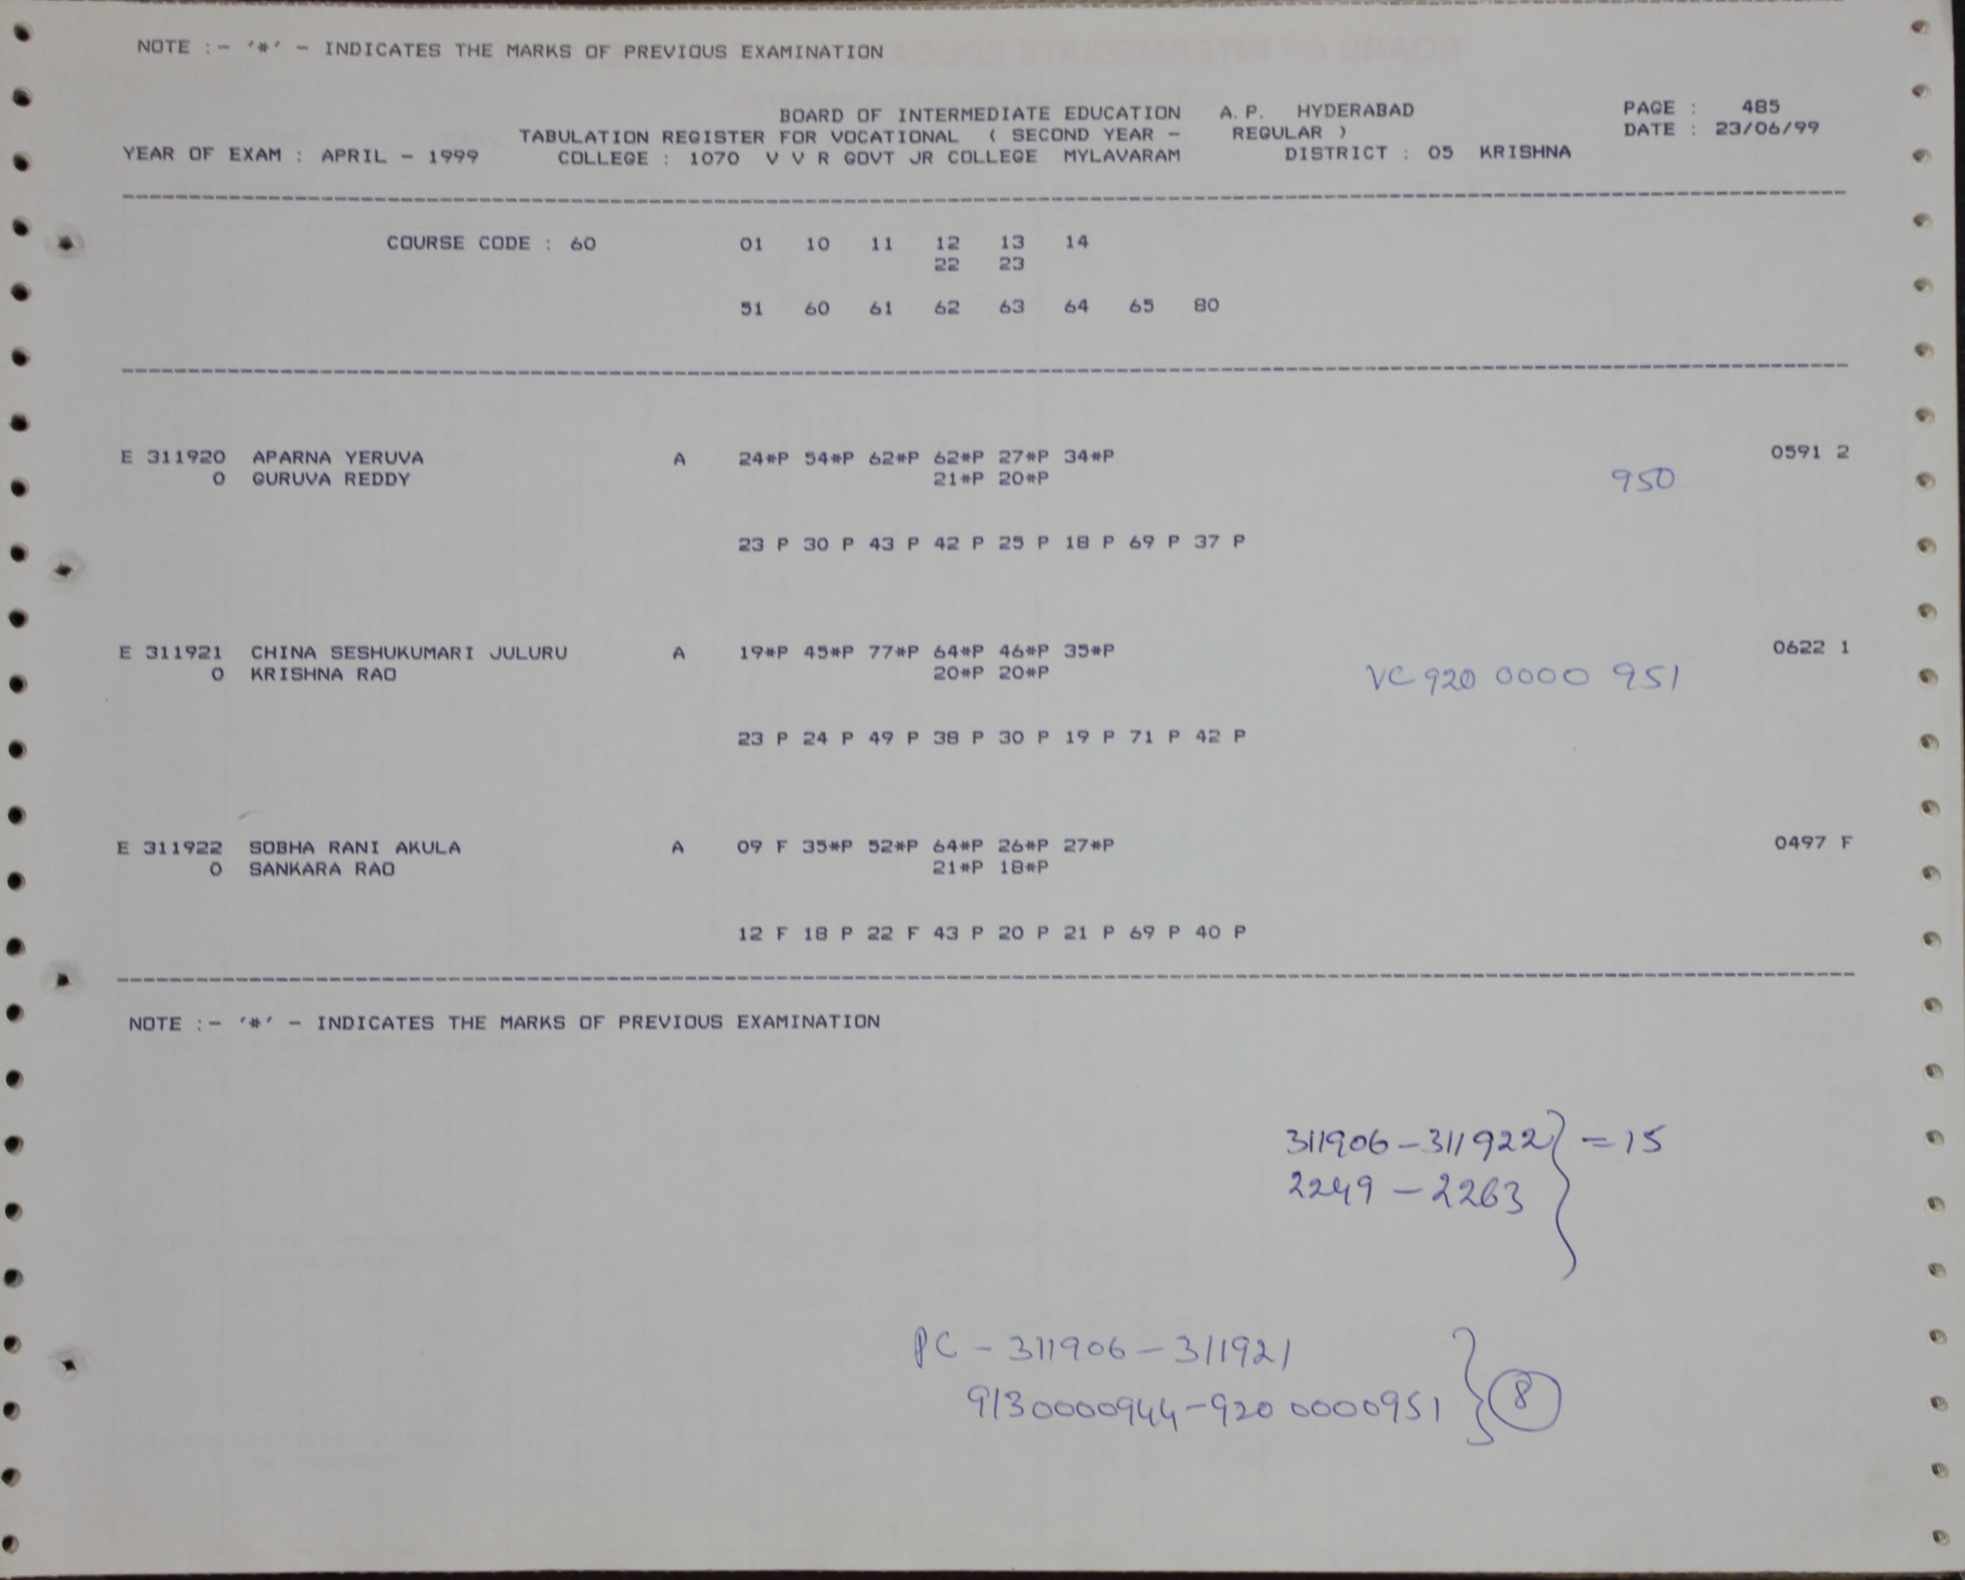 NOTE :- '*' - INDICATES THE MARKS OF PREVIOUS EXAMINATION
BOARD OF INTERMEDIATE EDUCATION A. P. HYDERABAD PAGE : 485
TABULATION REGISTER FOR VOCATIONAL ( SECOND YEAR - REGULAR ) DATE : 23/06/99
YEAR OF EXAM : APRIL - 1999 COLLEGE : 1070 V V R GOVT JR COLLEGE MYLAVARAM DISTRICT : 05 KRISHNA
COURSE CODE : 60 01 10 11 12 13 14
22 23
51 60 61 62 63 64 65 80
E 311920 APARNA YERUVA A 24*P 54*P 62*P 62*P 27*P 34*P 0591 2
0 GURUVA REDDY 21*P 20*P 950
23 P 30 P 43 P 42 P 25 P 18 P 69 P 37 P
E 311921 CHINA SESHUKUMARI JULURU A 19*P 45*P 77*P 64*P 46*P 35*P 0622 1
0 KRISHNA RAO 20*P 20*P VC 920 0000 951
23 P 24 P 49 P 38 P 30 P 19 P 71 P 42 P
E 311922 SOBHA RANI AKULA A 09 F 35*P 52*P 64*P 26*P 27*P 0497 F
0 SANKARA RAO 21*P 18*P
12 F 18 P 22 F 43 P 20 P 21 P 69 P 40 P
NOTE :- '*' - INDICATES THE MARKS OF PREVIOUS EXAMINATION
311906-311922 } = 15
2249 - 2263
PC - 311906 - 311921
9130000944-920 0000951 } 8